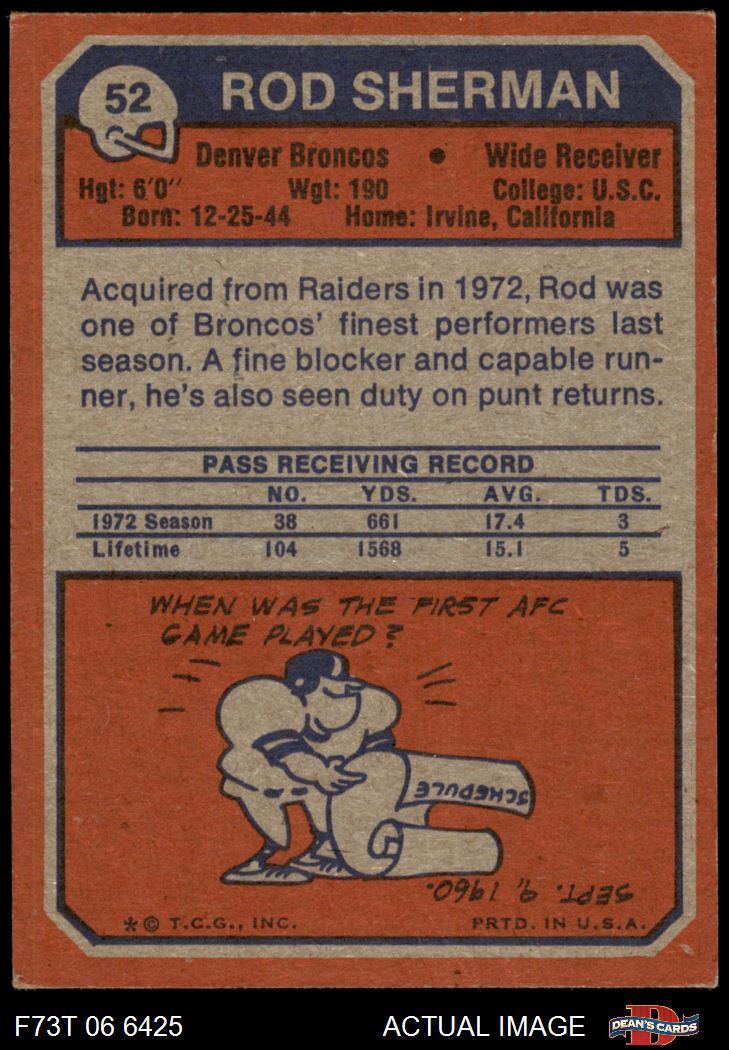 52
ROD SHERMAN
Denver Broncos • Wide Receiver
Hgt: 6'0" Wgt: 190 College: U.S.C.
Born: 12-25-44 Home: Irvine, California
Acquired from Raiders in 1972, Rod was
one of Broncos' finest performers last
season. A fine blocker and capable run-
ner, he's also seen duty on punt returns.
PASS RECEIVING RECORD
NO. YDS. AVG. TDS.
1972 Season 38 661 17.4 3
Lifetime 104 1568 15.1 5
WHEN WAS THE FIRST AFC
GAME PLAYED?
SCHEDULE
SEPT. 9, 1960.
* © T.C.G., INC. PRTD. IN U.S.A.
F73T 06 6425 ACTUAL IMAGE D DEAN'S CARDS